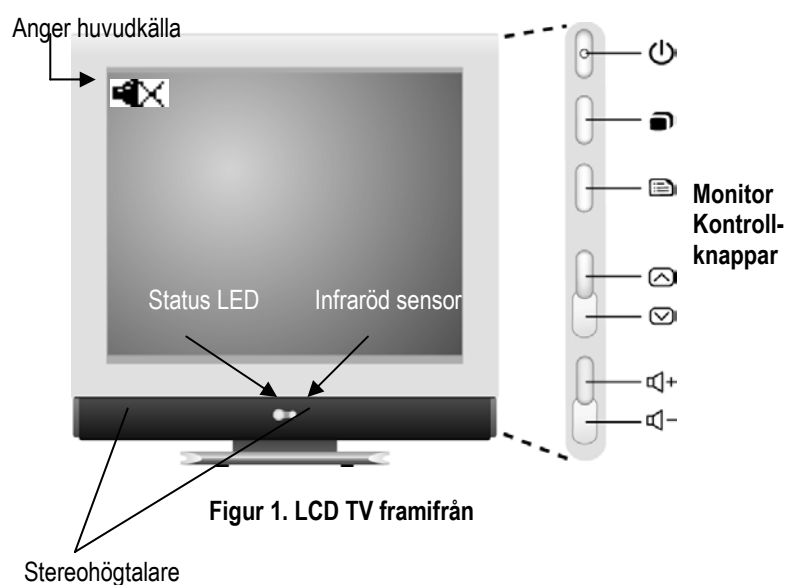 Anger huvudkälla
Monitor
Kontroll-
knappar
Status LED
Infraröd sensor
+
−
Figur 1. LCD TV framifrån
Stereohögtalare